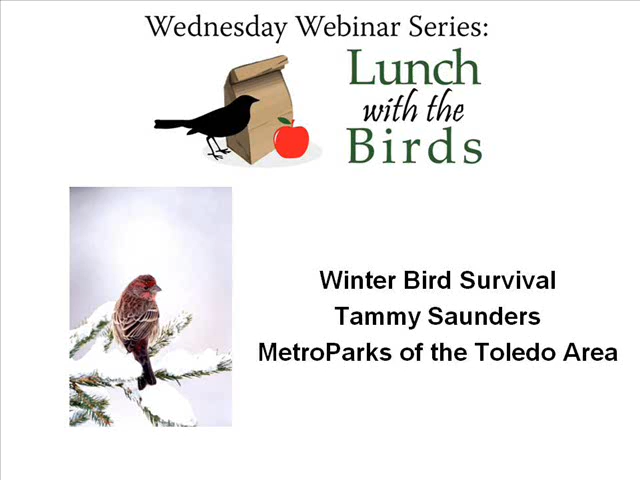 Wednesday Webinar Series:
Lunch
with the
Birds
Winter Bird Survival
Tammy Saunders
MetroParks of the Toledo Area